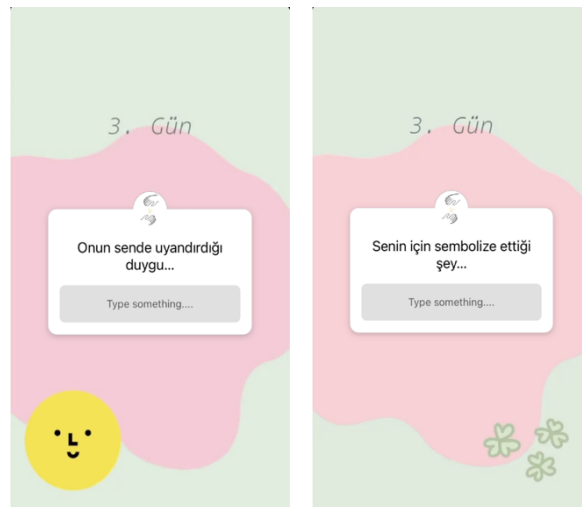 3. Gün
Onun sende uyandırdığı
duygu...
Type something....
3. Gün
Senin için sembolize ettiği
şey...
Type something....